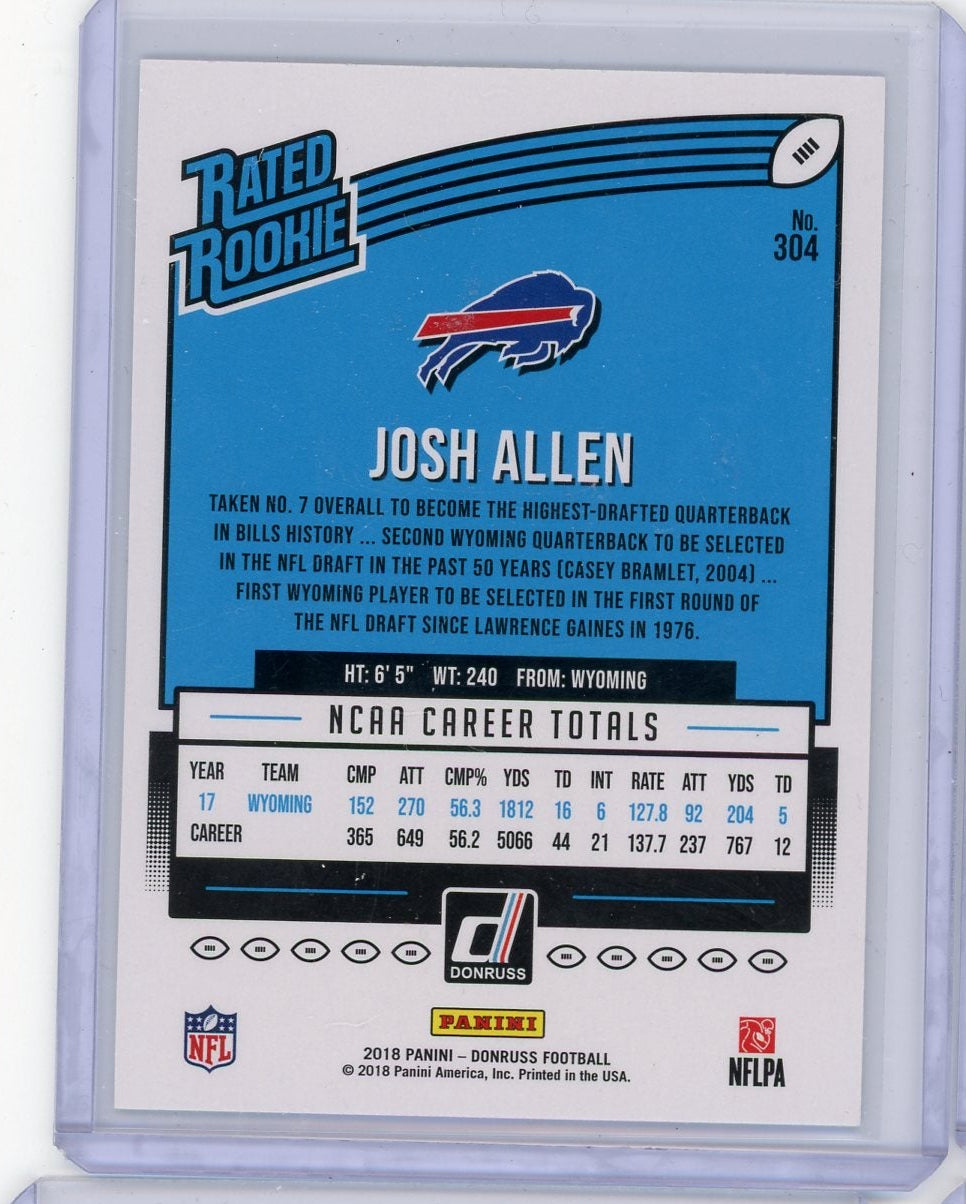 RATED
ROOKIE
No.
304
JOSH ALLEN
TAKEN NO. 7 OVERALL TO BECOME THE HIGHEST-DRAFTED QUARTERBACK
IN BILLS HISTORY ... SECOND WYOMING QUARTERBACK TO BE SELECTED
IN THE NFL DRAFT IN THE PAST 50 YEARS (CASEY BRAMLET, 2004) ...
FIRST WYOMING PLAYER TO BE SELECTED IN THE FIRST ROUND OF
THE NFL DRAFT SINCE LAWRENCE GAINES IN 1976.
HT: 6' 5" WT: 240 FROM: WYOMING
NCAA CAREER TOTALS
YEAR TEAM CMP ATT CMP% YDS TD INT RATE ATT YDS TD
17 WYOMING 152 270 56.3 1812 16 6 127.8 92 204 5
CAREER 365 649 56.2 5066 44 21 137.7 237 767 12
d
DONRUSS
NFL
PANINI
2018 PANINI – DONRUSS FOOTBALL
© 2018 Panini America, Inc. Printed in the USA.
NFLPA